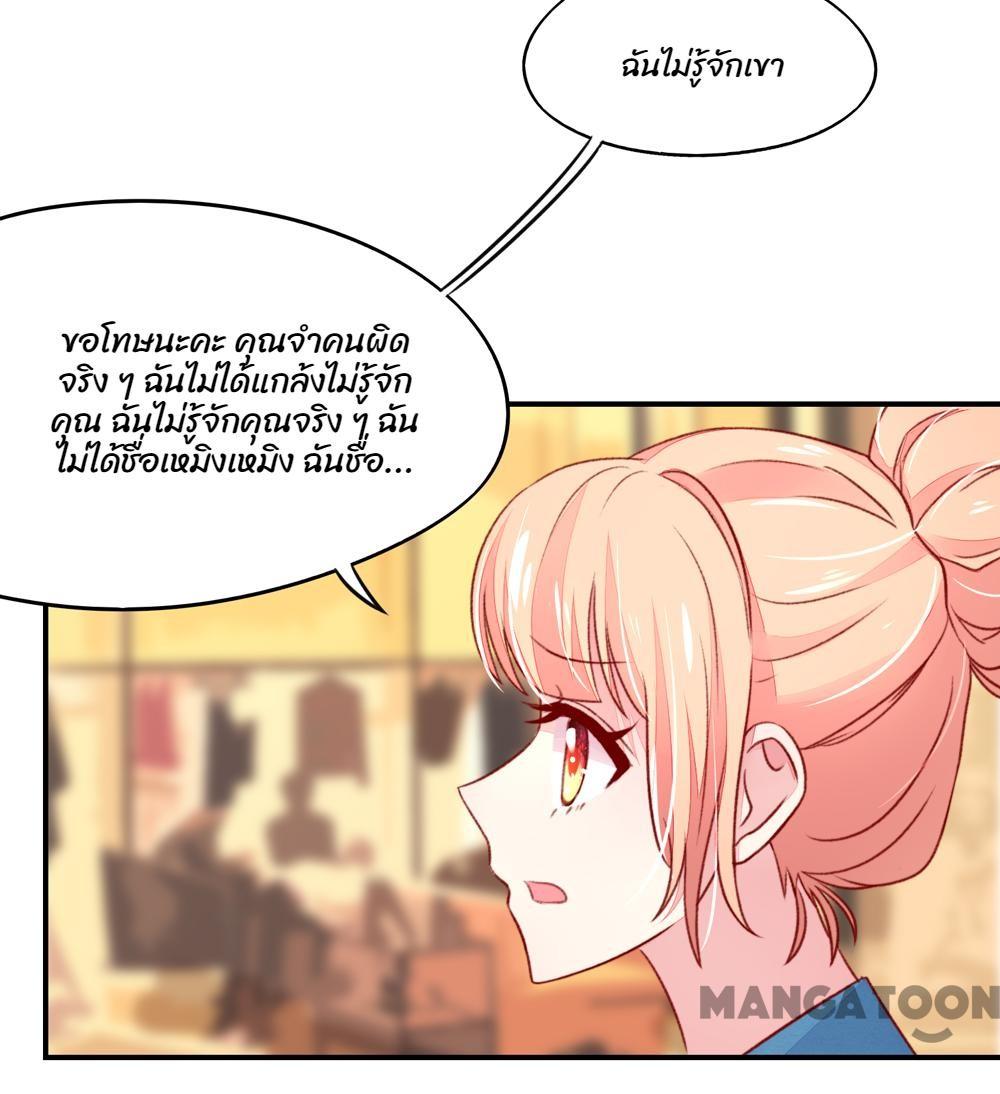 ฉันไม่รู้จักเขา
ขอโทษนะคะ คุณจำคนผิด
จริง ๆ ฉันไม่ได้แกล้งไม่รู้จัก
คุณ ฉันไม่รู้จักคุณจริง ๆ ฉัน
ไม่ได้ชื่อเหมิงเหมิง ฉันชื่อ...
MANGATOON